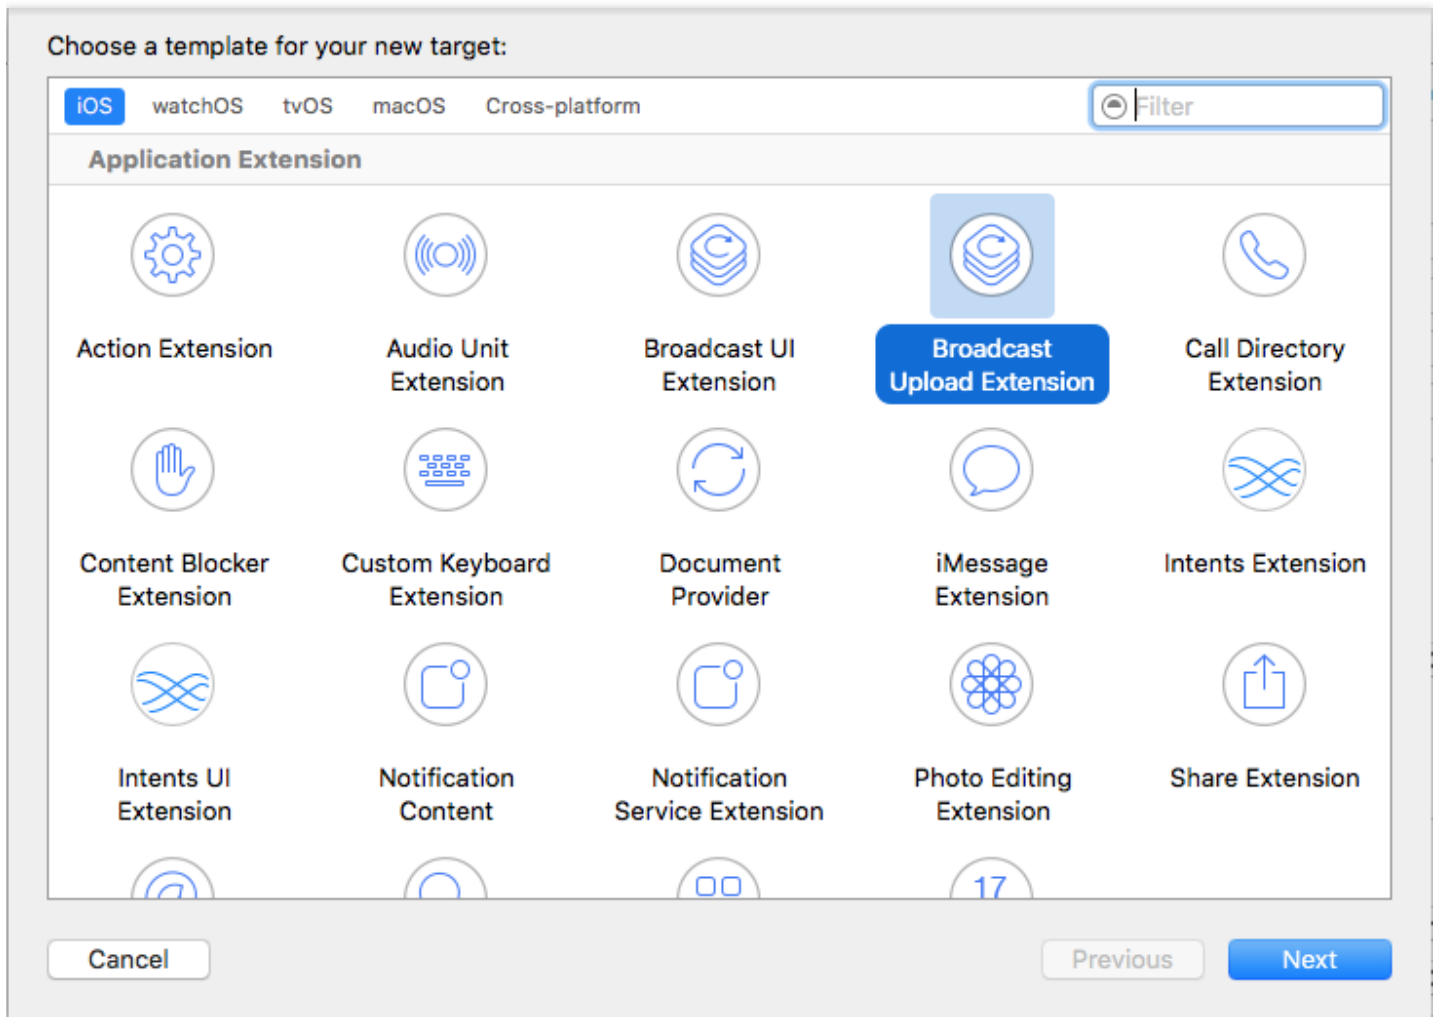 Choose a template for your new target:
iOS watchOS tvOS macOS Cross-platform Filter
Application Extension
Action Extension
Audio Unit
Extension
Broadcast UI
Extension
Broadcast
Upload Extension
Call Directory
Extension
Content Blocker
Extension
Custom Keyboard
Extension
Document
Provider
iMessage
Extension
Intents Extension
Intents UI
Extension
Notification
Content
Notification
Service Extension
Photo Editing
Extension
Share Extension
17
Cancel Previous Next